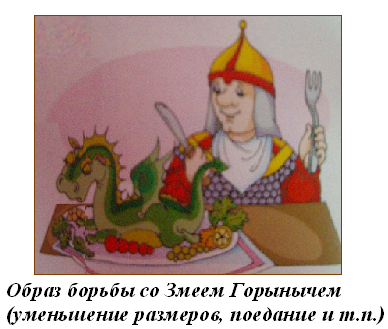 Образ борьбы со Змеем Горынычем
(уменьшение размеров, поедание и т.п.)